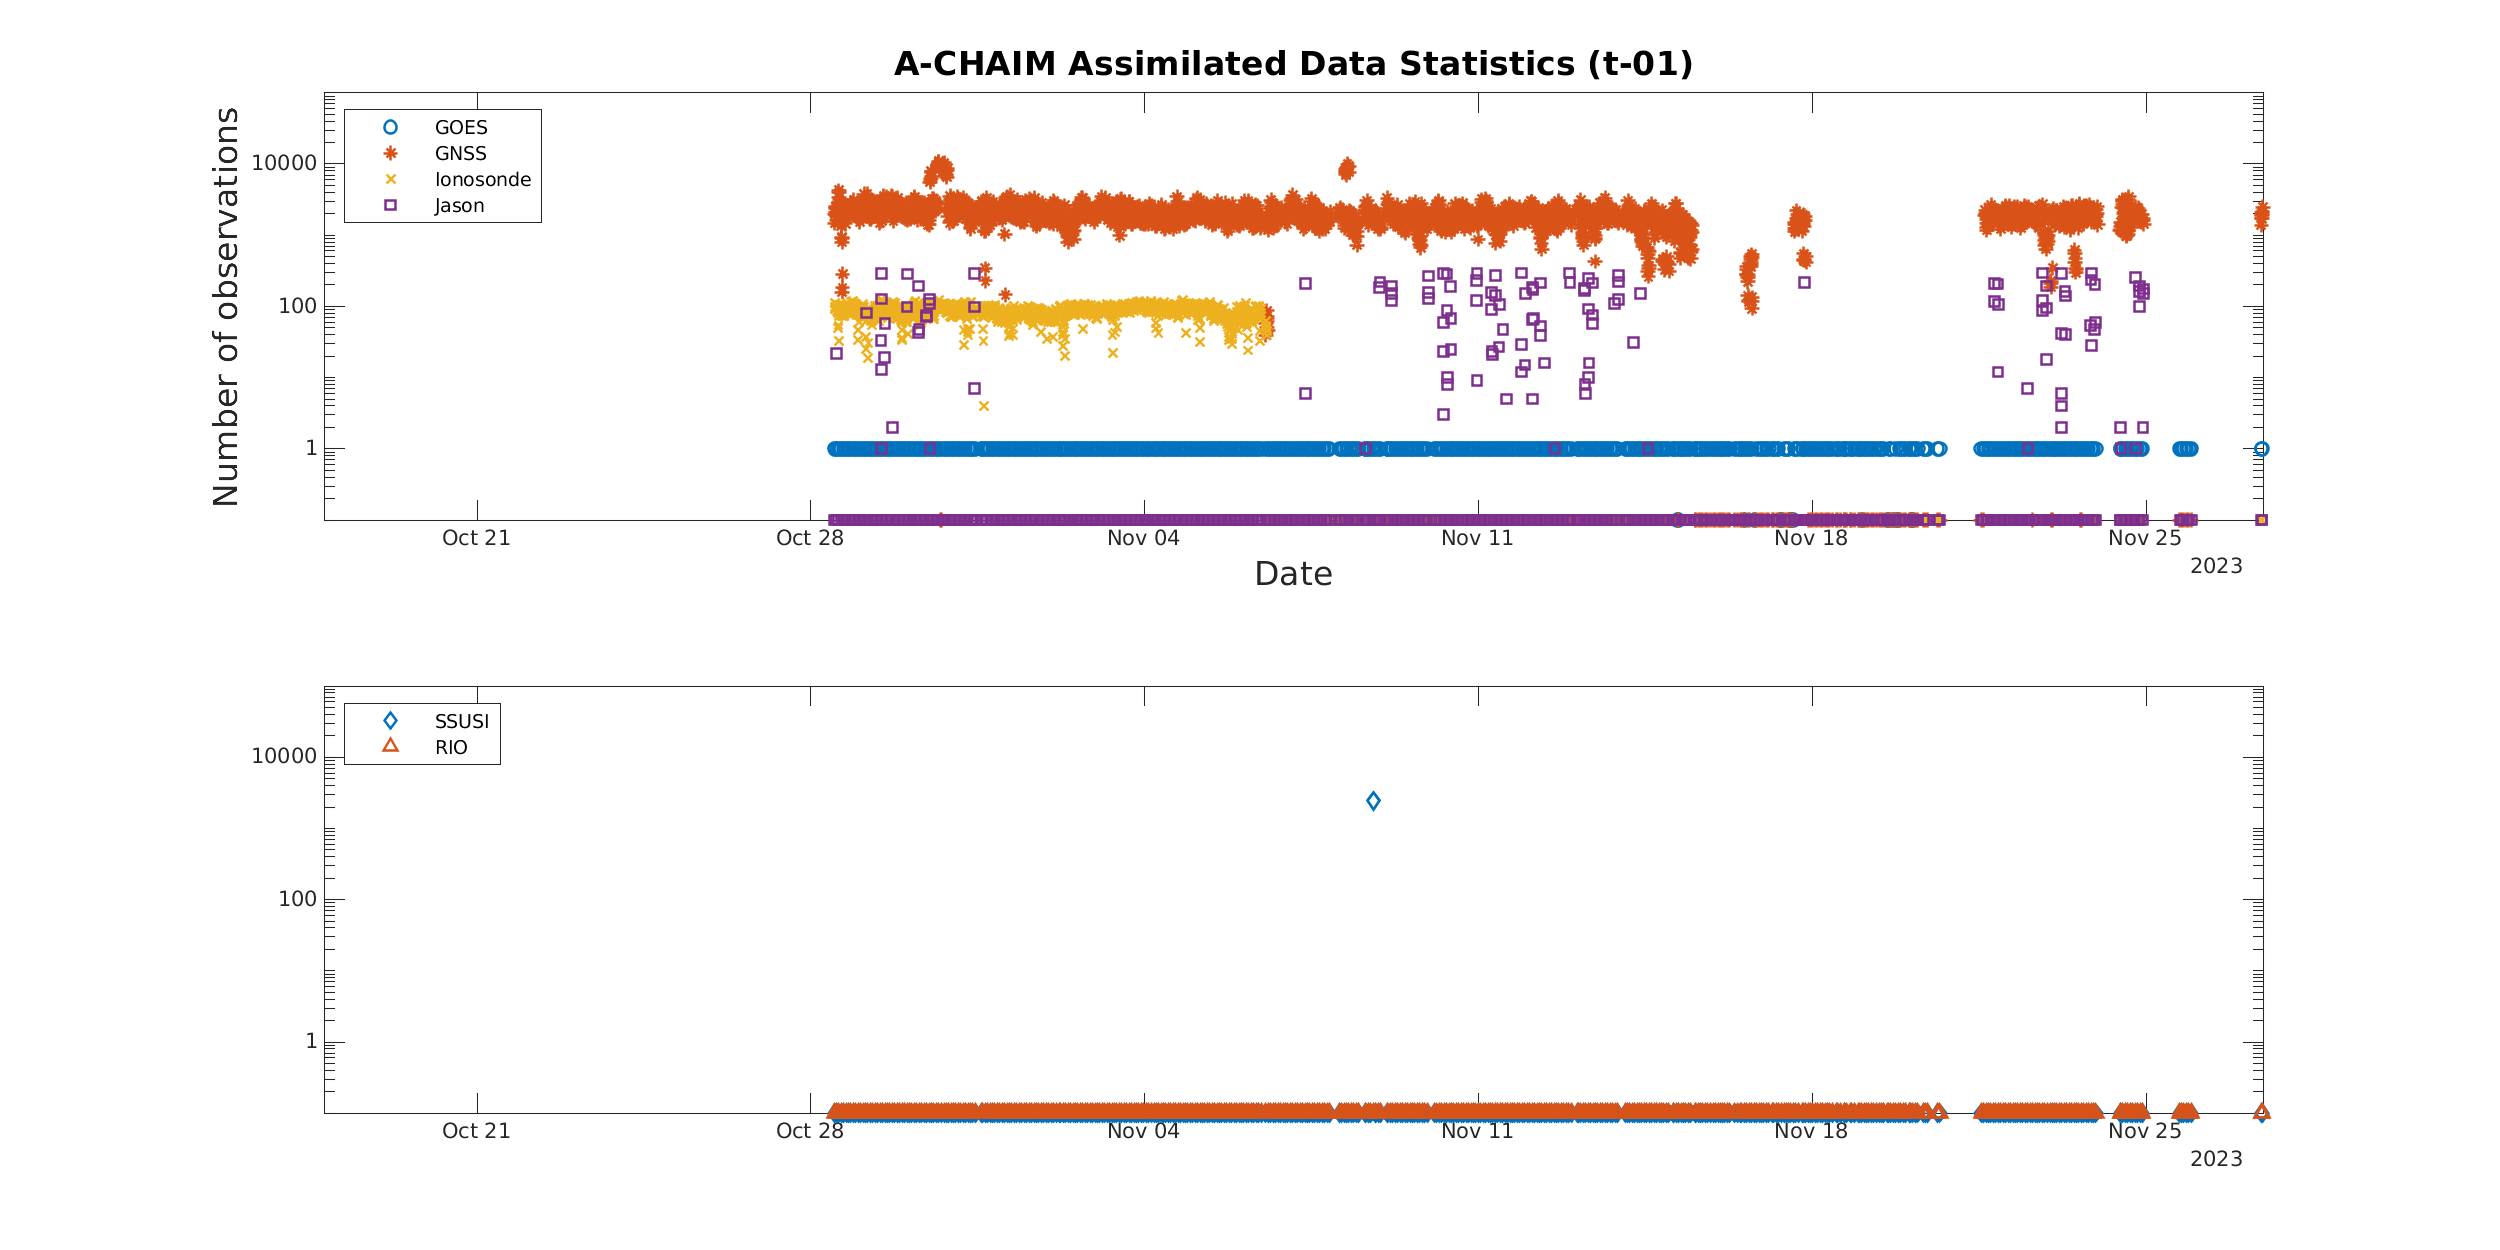 A-CHAIM Assimilated Data Statistics (t-01)
Number of observations
10000
100
1
GOES
GNSS
Ionosonde
Jason
Oct 21
Oct 28
Nov 04
Nov 11
Nov 18
Nov 25
2023
Date
10000
100
1
SSUSI
RIO
Oct 21
Oct 28
Nov 04
Nov 11
Nov 18
Nov 25
2023